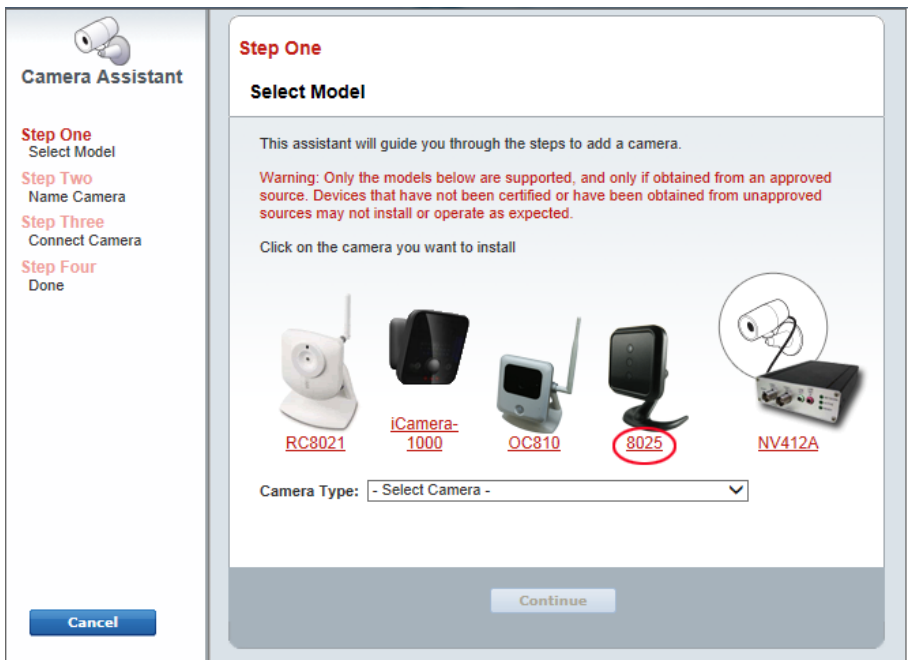 Camera Assistant
Step One
Select Model
Step Two
Name Camera
Step Three
Connect Camera
Step Four
Done
Cancel
Step One
Select Model
This assistant will guide you through the steps to add a camera.
Warning: Only the models below are supported, and only if obtained from an approved
source. Devices that have not been certified or have been obtained from unapproved
sources may not install or operate as expected.
Click on the camera you want to install
RC8021
iCamera-
1000
OC810
8025
NV412A
Camera Type: - Select Camera -
Continue